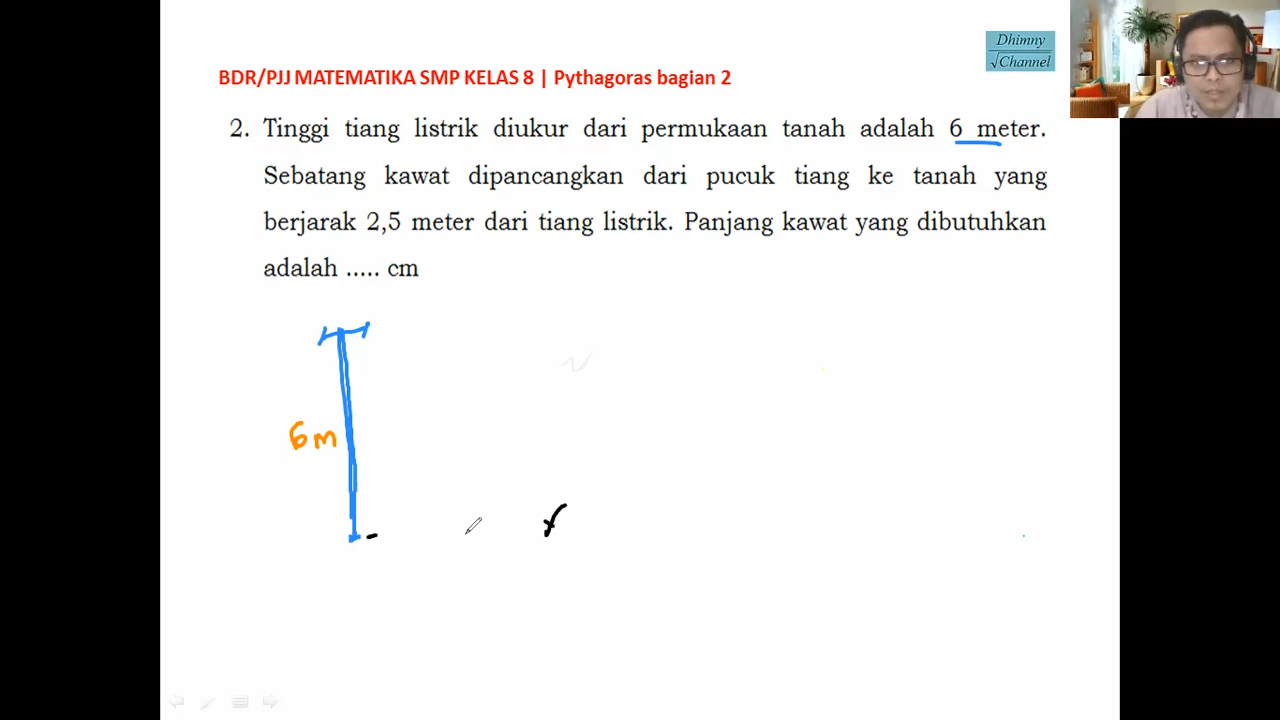 Dhimny
√Channel
BDR/PJJ MATEMATIKA SMP KELAS 8 | Pythagoras bagian 2
2. Tinggi tiang listrik diukur dari permukaan tanah adalah 6 meter.
Sebatang kawat dipancangkan dari pucuk tiang ke tanah yang
berjarak 2,5 meter dari tiang listrik. Panjang kawat yang dibutuhkan
adalah ..... cm
6m